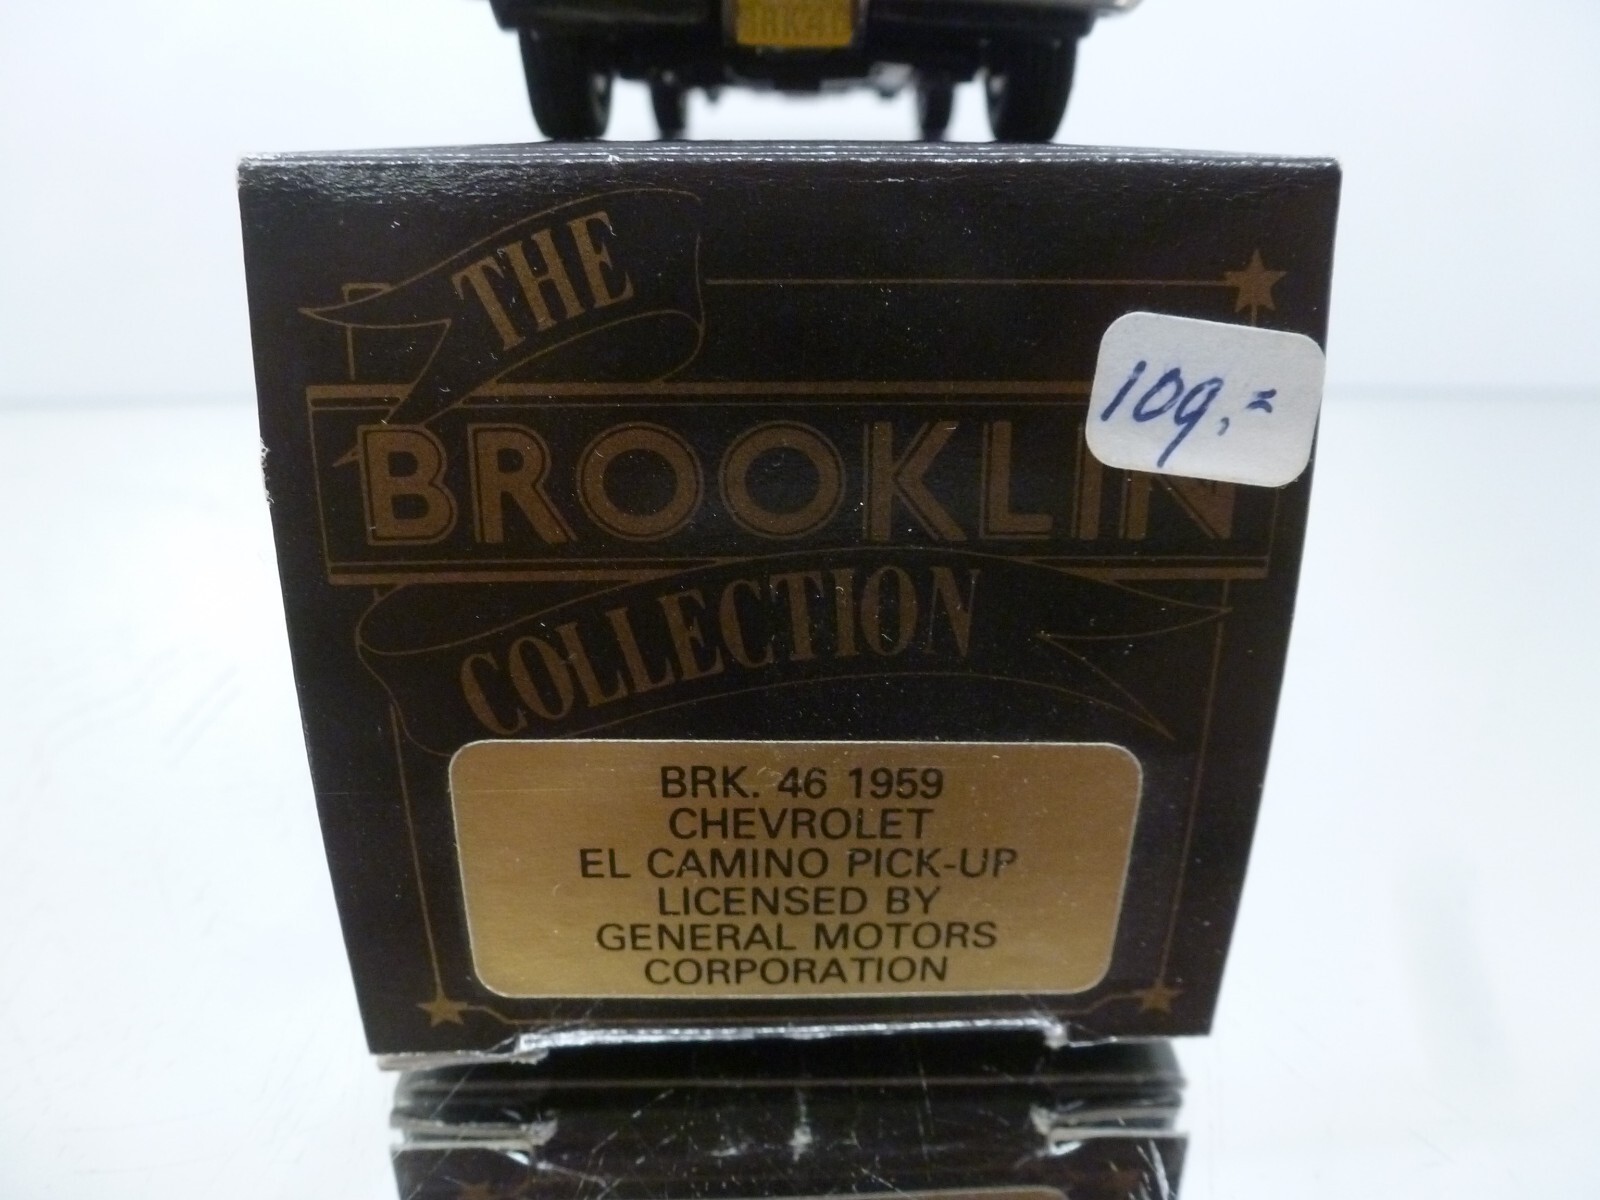 THE
BROOKLIN
COLLECTION
109,=
BRK. 46 1959
CHEVROLET
EL CAMINO PICK-UP
LICENSED BY
GENERAL MOTORS
CORPORATION